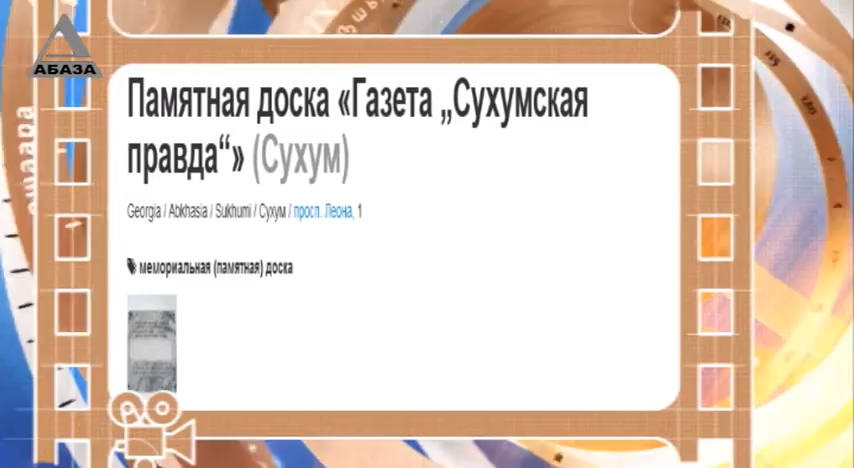 АБАЗА
Памятная доска «Газета „Сухумская
правда“» (Сухум)
Georgia / Abkhasia / Sukhumi / Сухум / просп. Леона, 1
мемориальная (памятная) доска